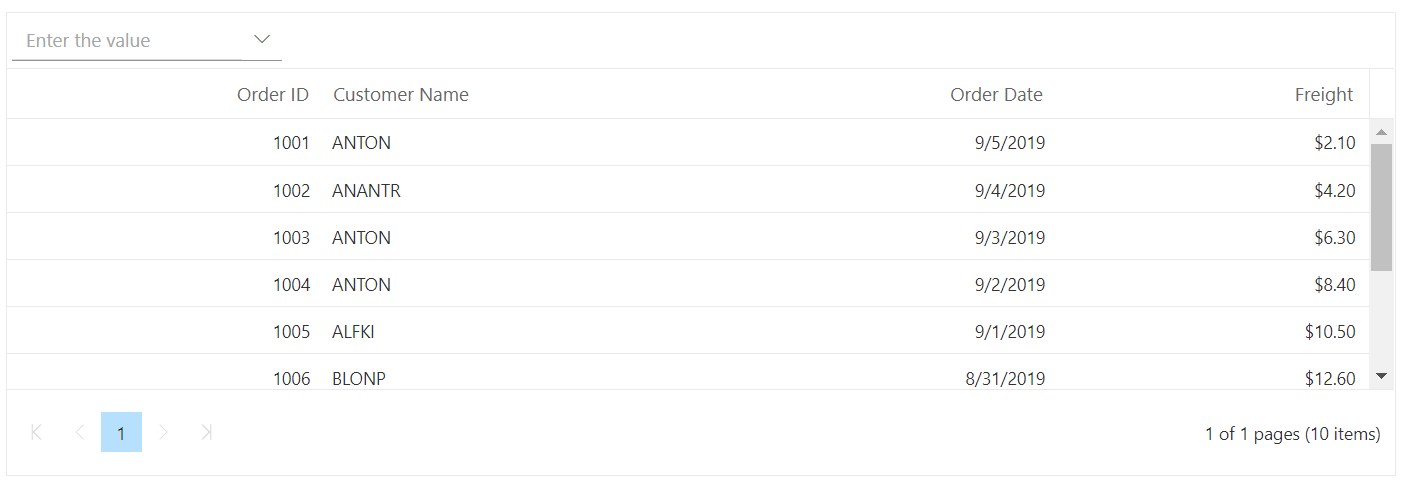 Enter the value
Order ID Customer Name Order Date Freight
1001 ANTON 9/5/2019 $2.10
1002 ANANTR 9/4/2019 $4.20
1003 ANTON 9/3/2019 $6.30
1004 ANTON 9/2/2019 $8.40
1005 ALFKI 9/1/2019 $10.50
1006 BLONP 8/31/2019 $12.60
1 1 of 1 pages (10 items)